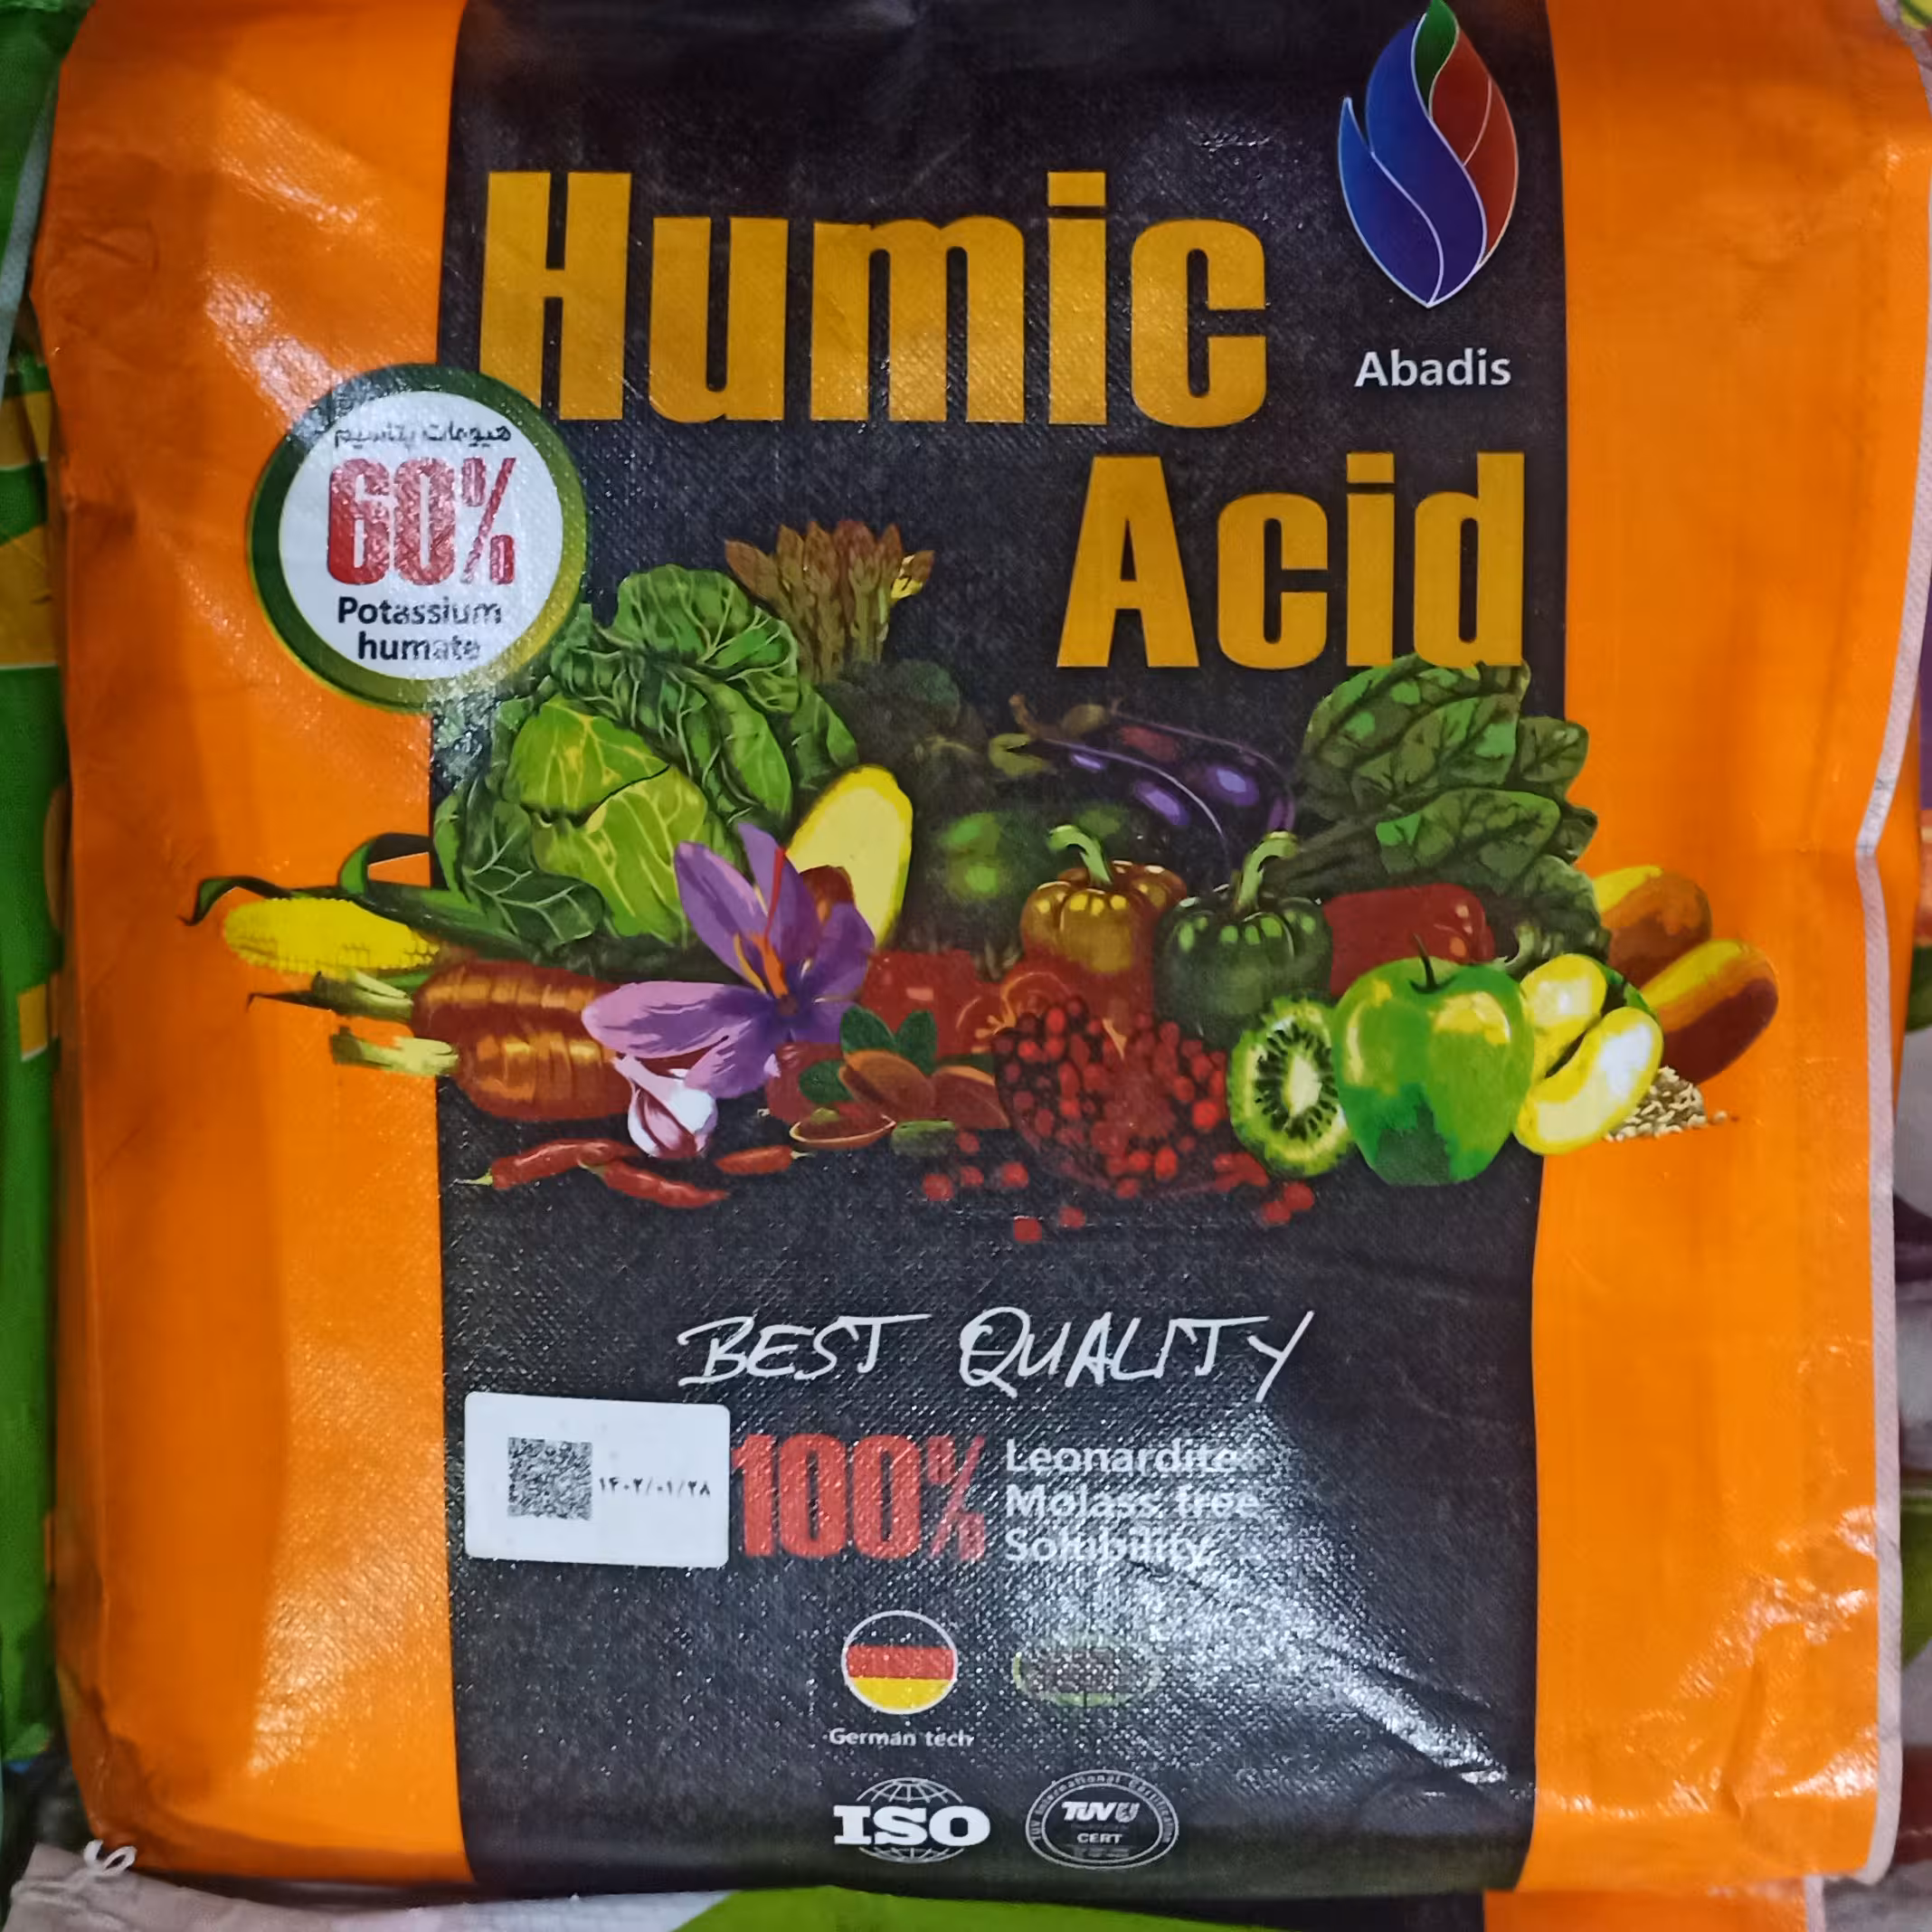 Humic
Acid
Abadis
هیومات پتاسیم
60%
Potassium
humate
BEST QUALITY
۱۴۰۲/۰۱/۲۸
100%
Leonardite
Molass free
Solubility
German tech
ISO
TUV
CERT